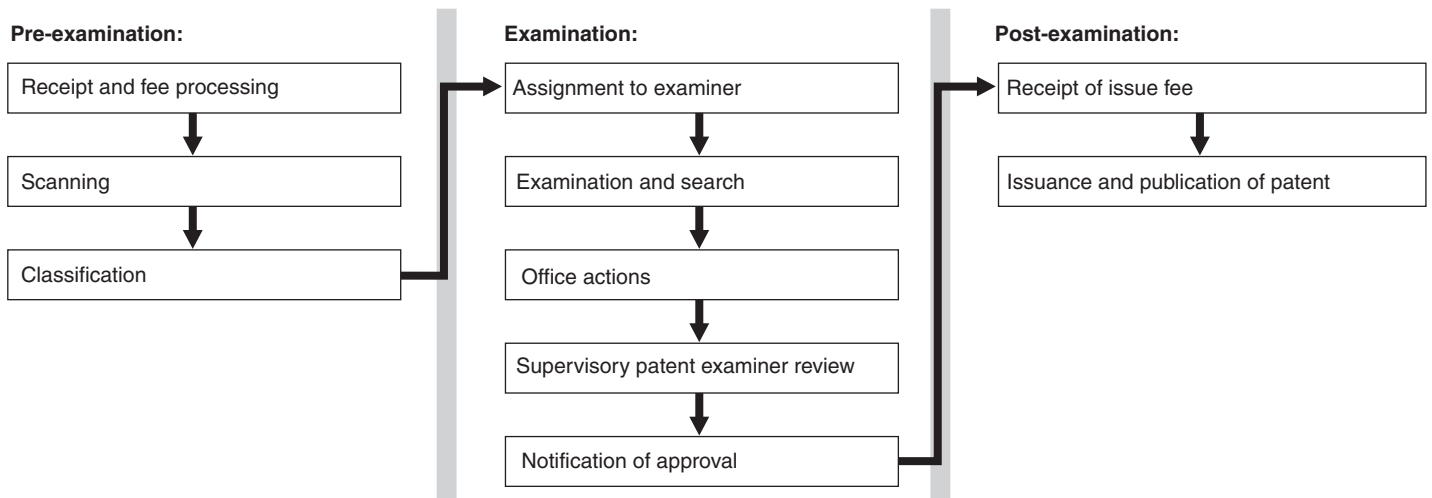 Pre-examination:
Receipt and fee processing
Scanning
Classification
Examination:
Assignment to examiner
Examination and search
Office actions
Supervisory patent examiner review
Notification of approval
Post-examination:
Receipt of issue fee
Issuance and publication of patent